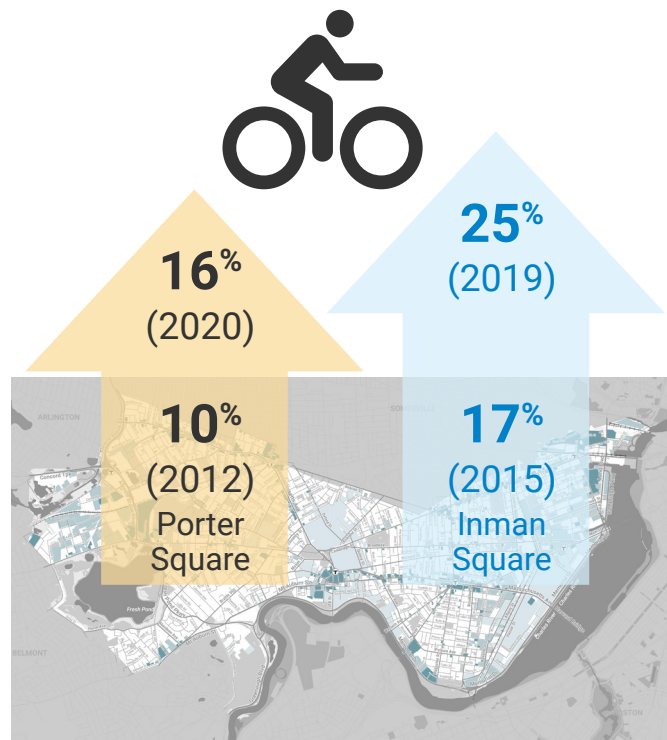 16%
(2020)
10%
(2012)
Porter
Square
25%
(2019)
17%
(2015)
Inman
Square
ARLINGTON
Fresh Pond
BELMONT